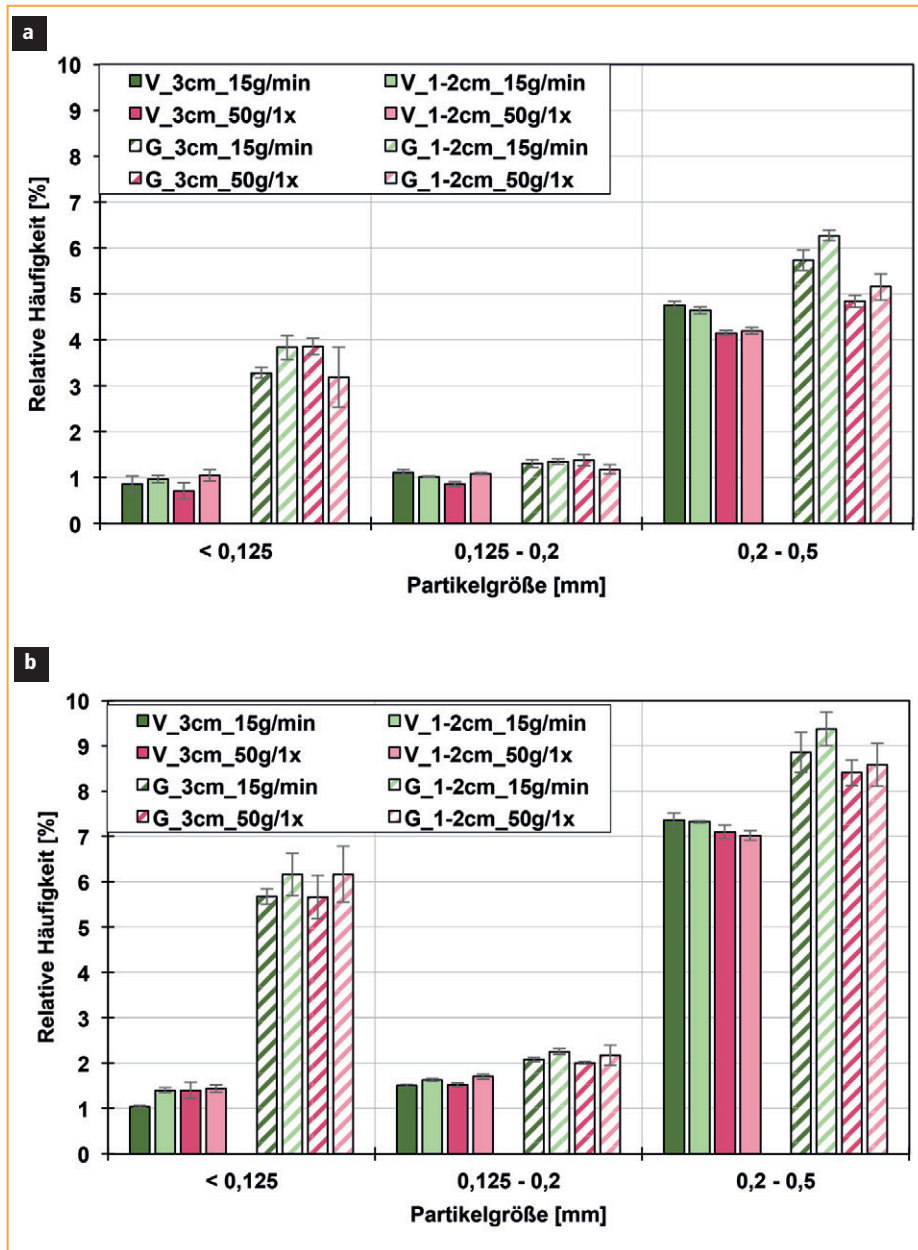 a
Relative Häufigkeit [%]
10
9
8
7
6
5
4
3
2
1
0
V_3cm_15g/min V_1-2cm_15g/min
V_3cm_50g/1x V_1-2cm_50g/1x
G_3cm_15g/min G_1-2cm_15g/min
G_3cm_50g/1x G_1-2cm_50g/1x
< 0,125 0,125 - 0,2 0,2 - 0,5
Partikelgröße [mm]
b
Relative Häufigkeit [%]
10
9
8
7
6
5
4
3
2
1
0
V_3cm_15g/min V_1-2cm_15g/min
V_3cm_50g/1x V_1-2cm_50g/1x
G_3cm_15g/min G_1-2cm_15g/min
G_3cm_50g/1x G_1-2cm_50g/1x
< 0,125 0,125 - 0,2 0,2 - 0,5
Partikelgröße [mm]